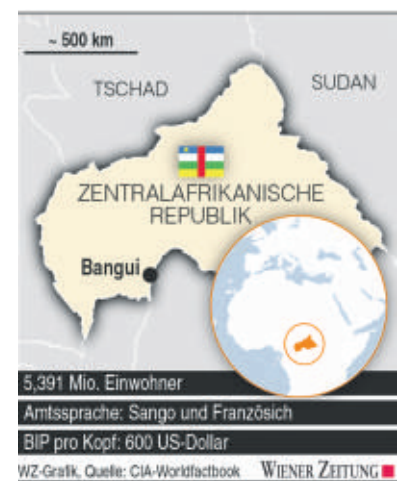 ~ 500 km
TSCHAD
SUDAN
ZENTRALAFRIKANISCHE
REPUBLIK
Bangui
5,391 Mio. Einwohner
Amtssprache: Sango und Französich
BIP pro Kopf: 600 US-Dollar
WZ-Grafik, Quelle: CIA-Worldfactbook WIENER ZEITUNG